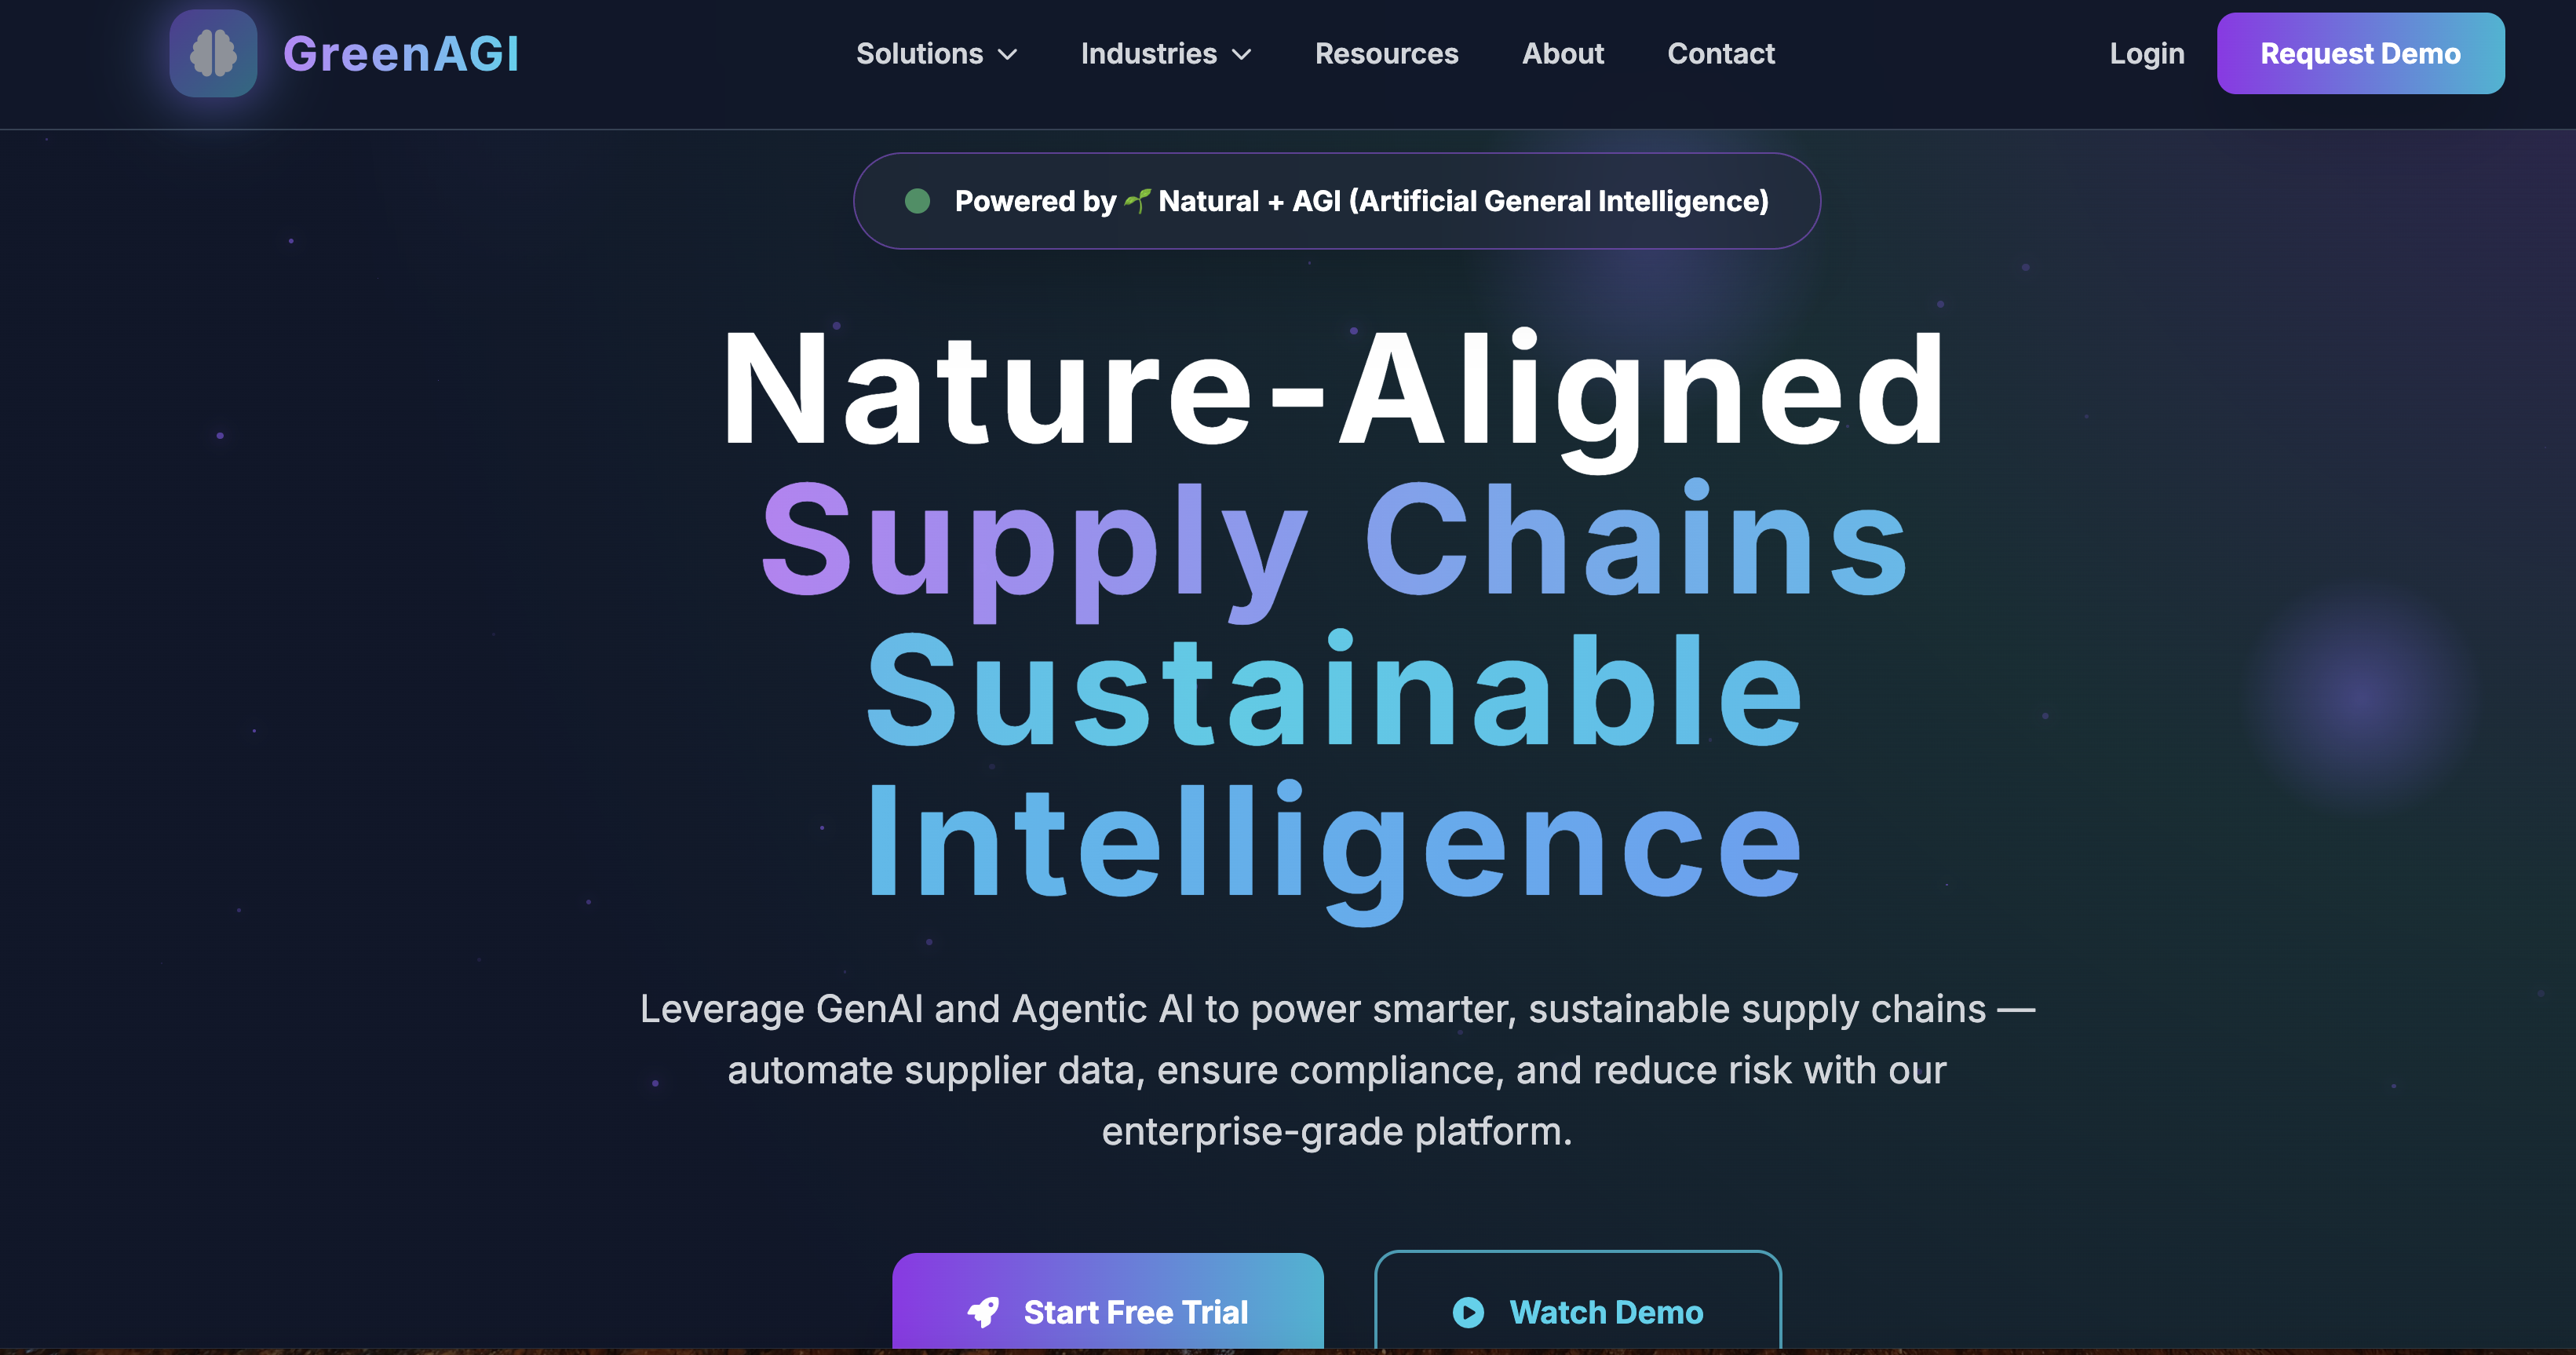 GreenAGI
Solutions
Industries
Resources
About
Contact
Login
Request Demo
Powered by 🌱 Natural + AGI (Artificial General Intelligence)
Nature-Aligned
Supply Chains
Sustainable
Intelligence
Leverage GenAI and Agentic AI to power smarter, sustainable supply chains —
automate supplier data, ensure compliance, and reduce risk with our
enterprise-grade platform.
Start Free Trial
Watch Demo